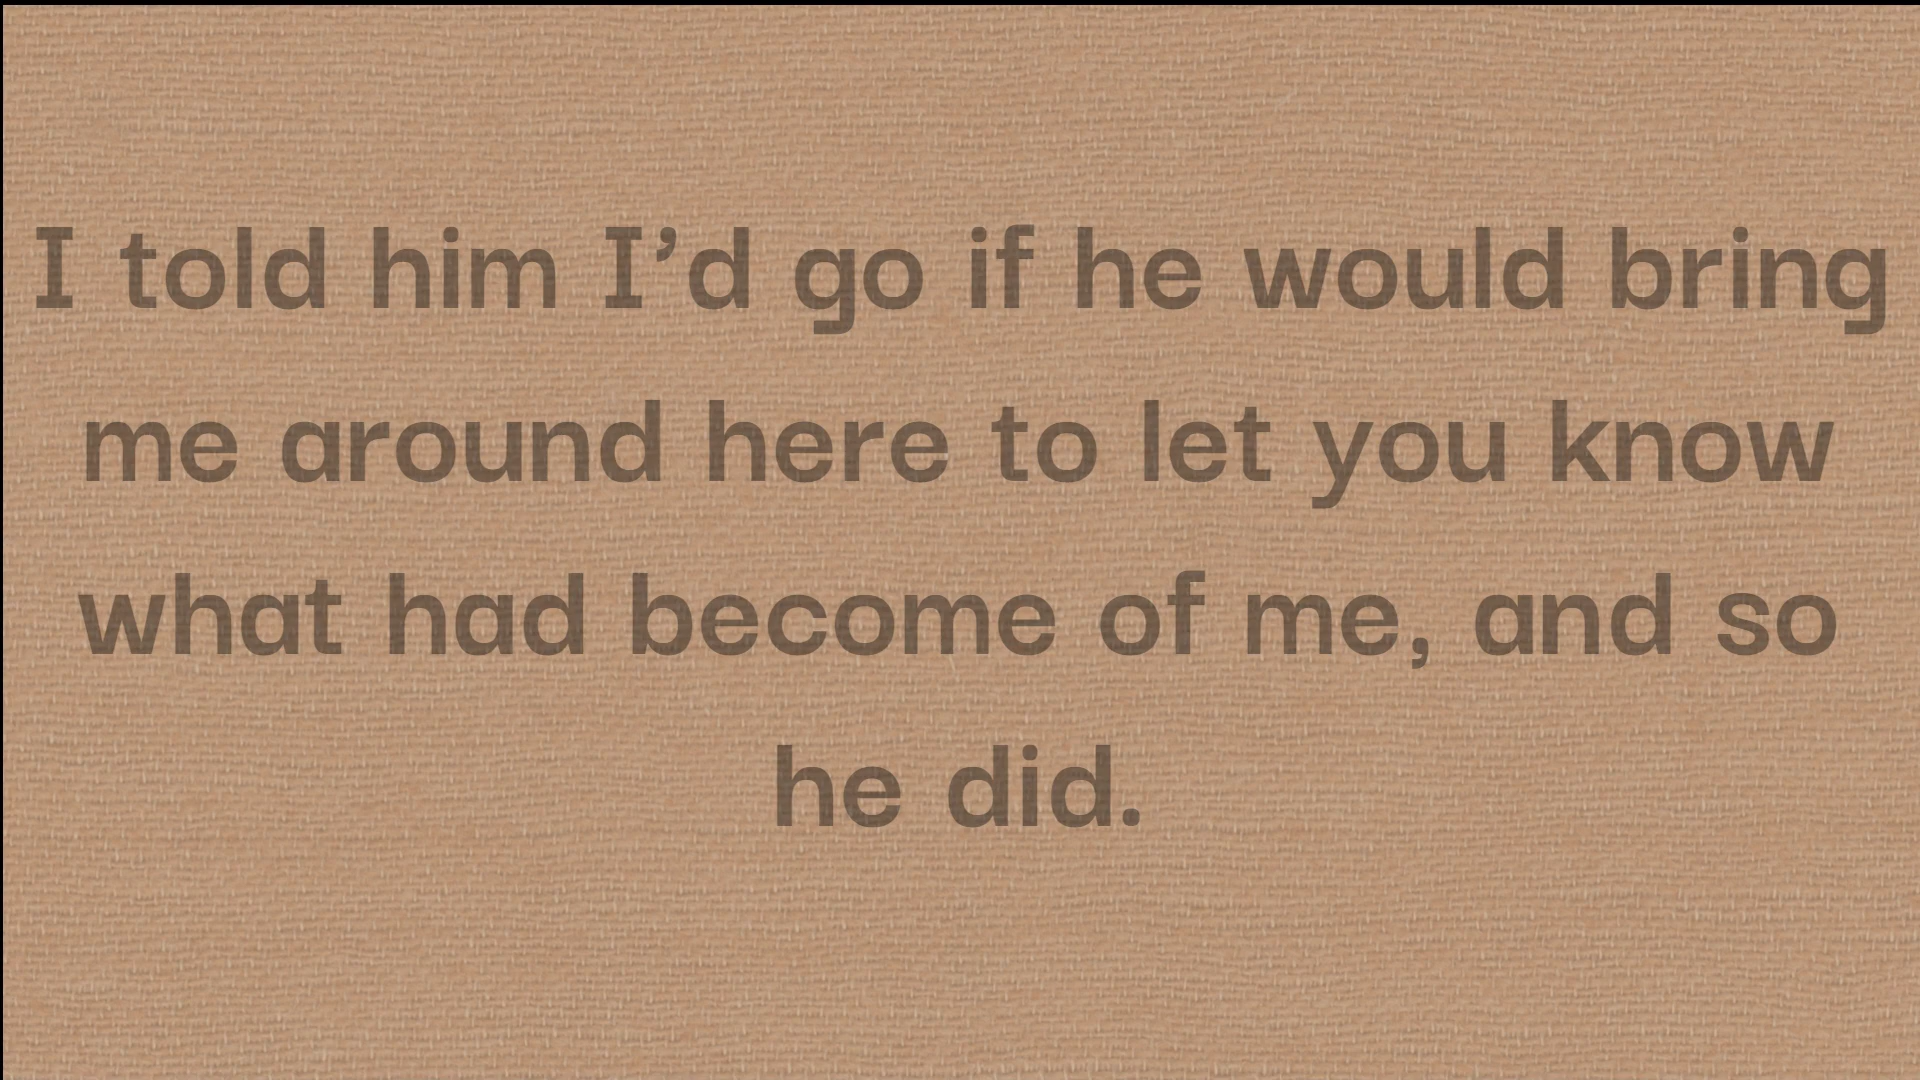 I told him I’d go if he would bring
me around here to let you know
what had become of me, and so
he did.